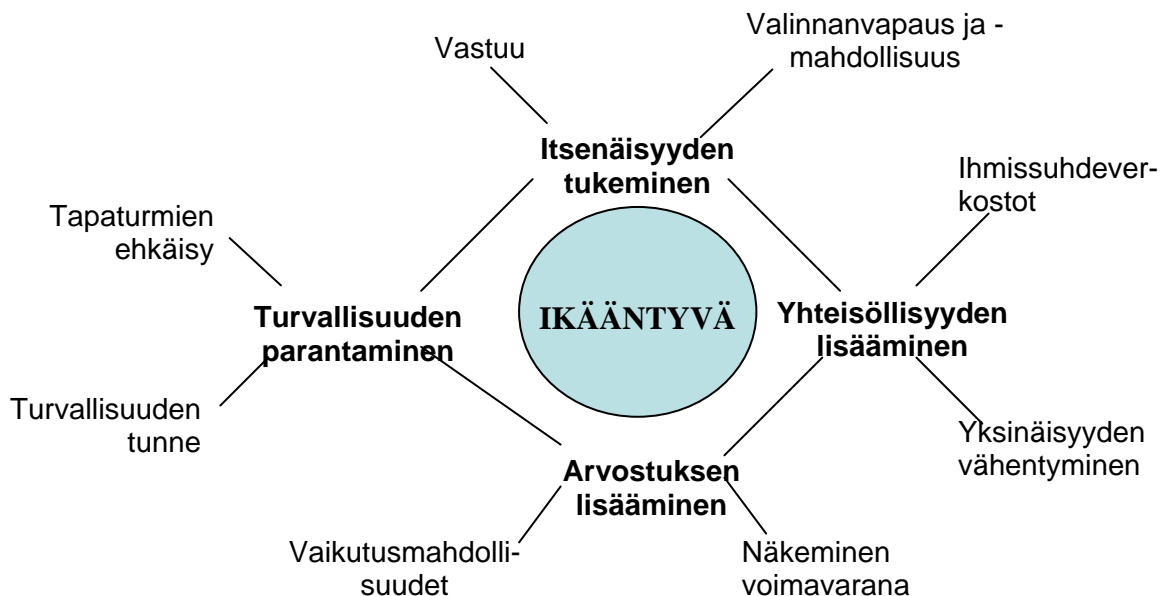 Vastuu
Valinnanvapaus ja -
mahdollisuus
Itsenäisyyden
tukeminen
Ihmissuhdever-
kostot
Tapaturmien
ehkäisy
Turvallisuuden
parantaminen
IKÄÄNTYVÄ
Yhteisöllisyyden
lisääminen
Turvallisuuden
tunne
Yksinäisyyden
vähentyminen
Arvostuksen
lisääminen
Vaikutusmahdolli-
suudet
Näkeminen
voimavarana